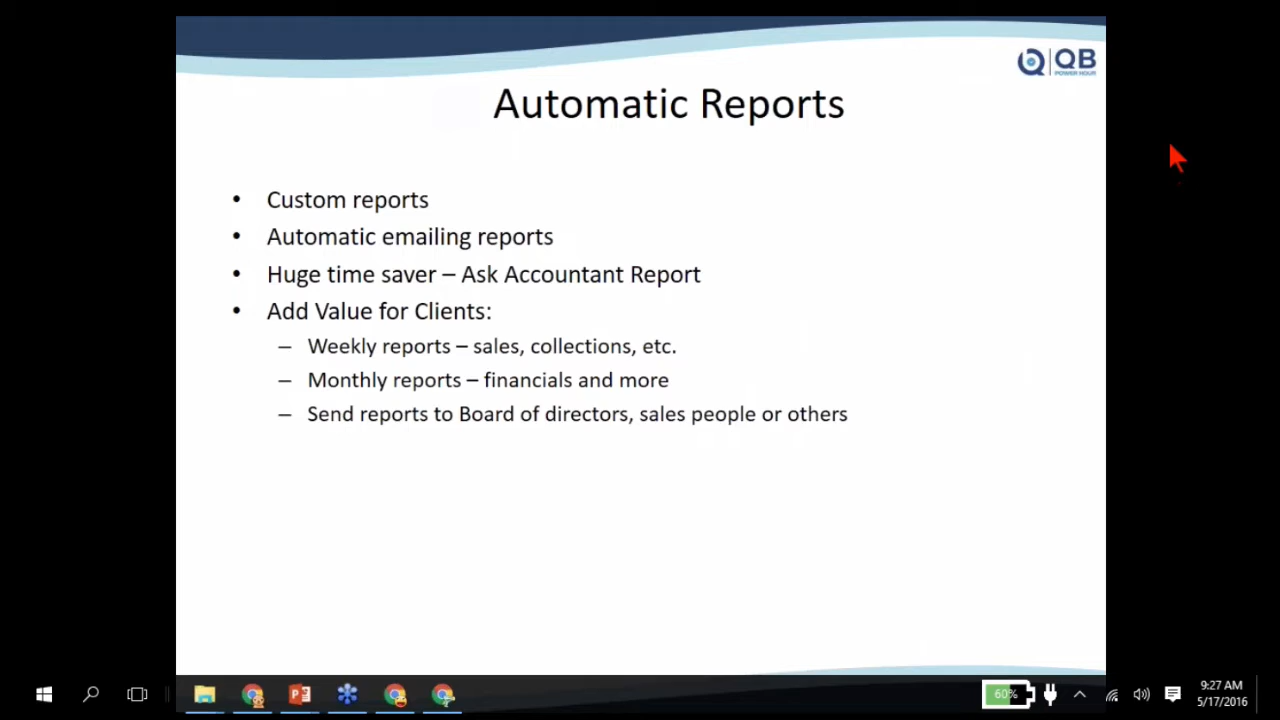 QB
POWER HOUR
Automatic Reports
• Custom reports
• Automatic emailing reports
• Huge time saver – Ask Accountant Report
• Add Value for Clients:
– Weekly reports – sales, collections, etc.
– Monthly reports – financials and more
– Send reports to Board of directors, sales people or others
60%
9:27 AM
5/17/2016